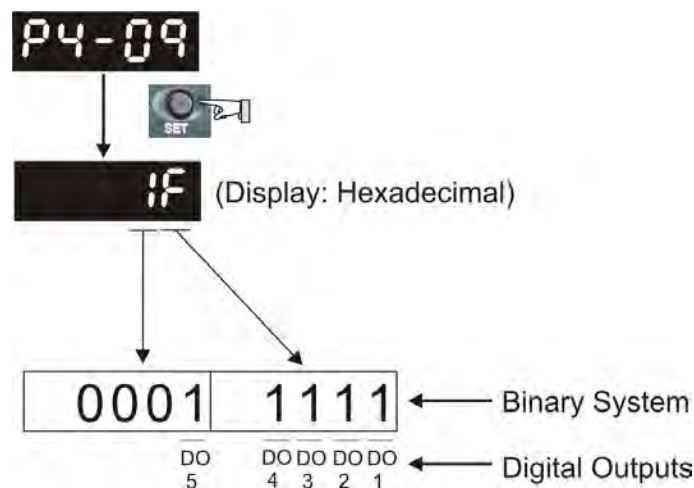 P4-09
SET
1F
(Display: Hexadecimal)
0001 1111
Binary System
DO DO DO DO DO
5 4 3 2 1
Digital Outputs